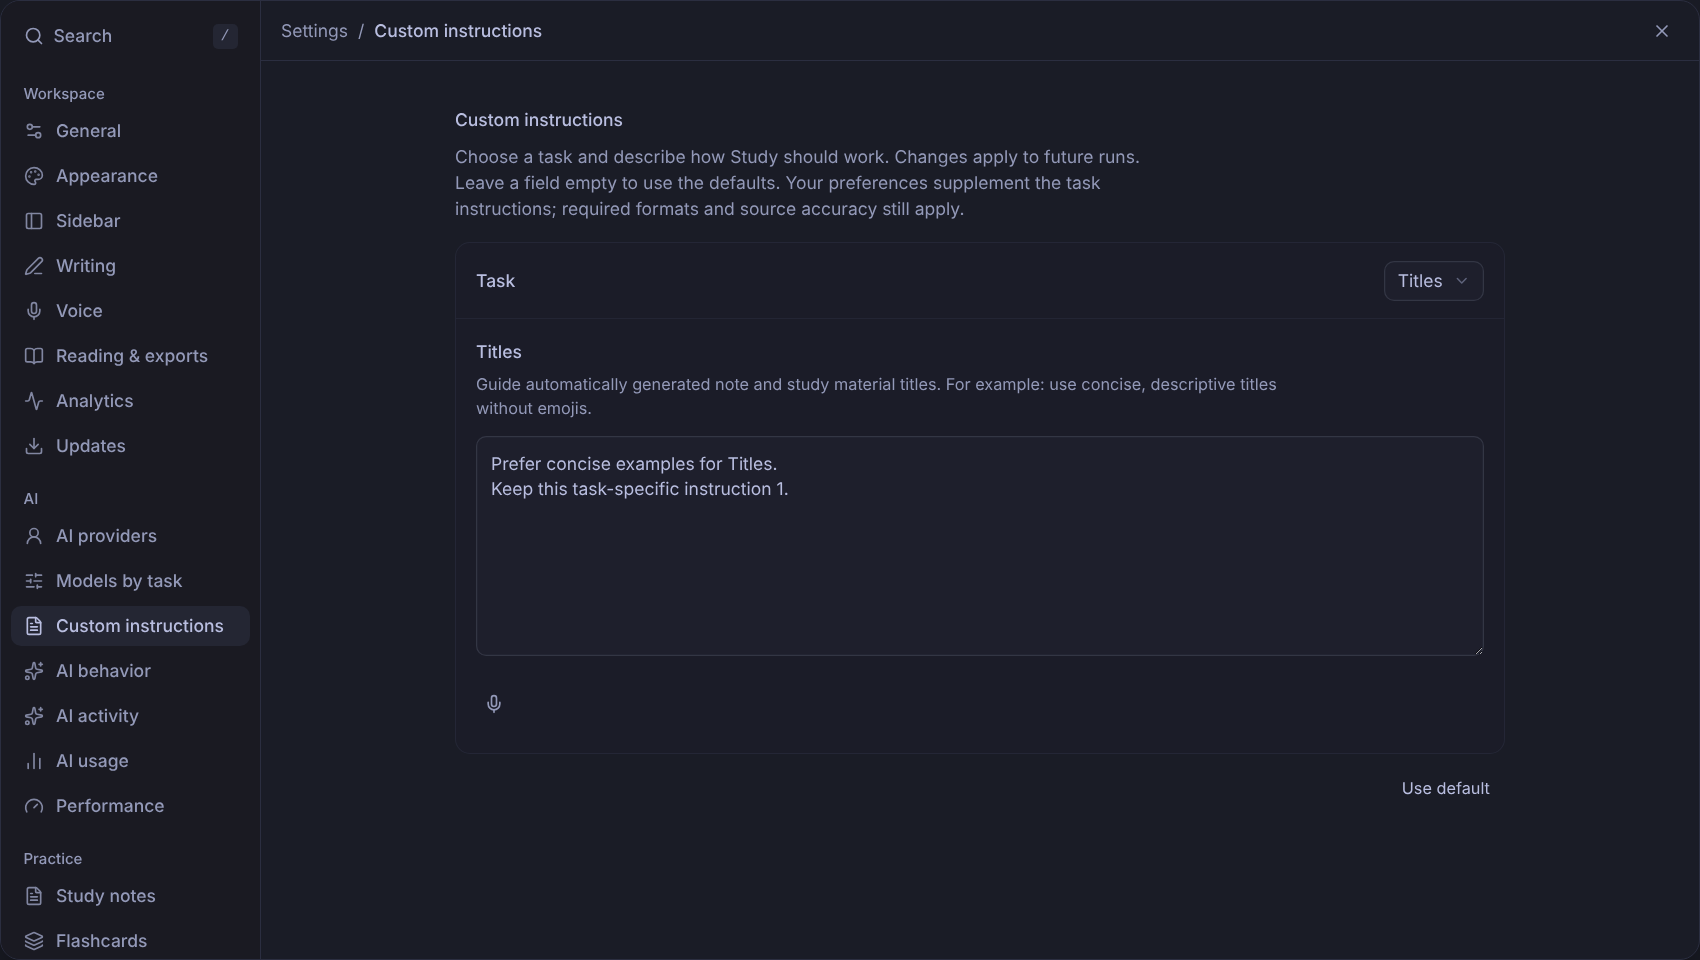 Search /
Settings / Custom instructions
Workspace
General
Appearance
Sidebar
Writing
Voice
Reading & exports
Analytics
Updates
AI
AI providers
Models by task
Custom instructions
AI behavior
AI activity
AI usage
Performance
Practice
Study notes
Flashcards
Custom instructions
Choose a task and describe how Study should work. Changes apply to future runs.
Leave a field empty to use the defaults. Your preferences supplement the task
instructions; required formats and source accuracy still apply.
Task
Titles
Titles
Guide automatically generated note and study material titles. For example: use concise, descriptive titles
without emojis.
Prefer concise examples for Titles.
Keep this task-specific instruction 1.
Use default